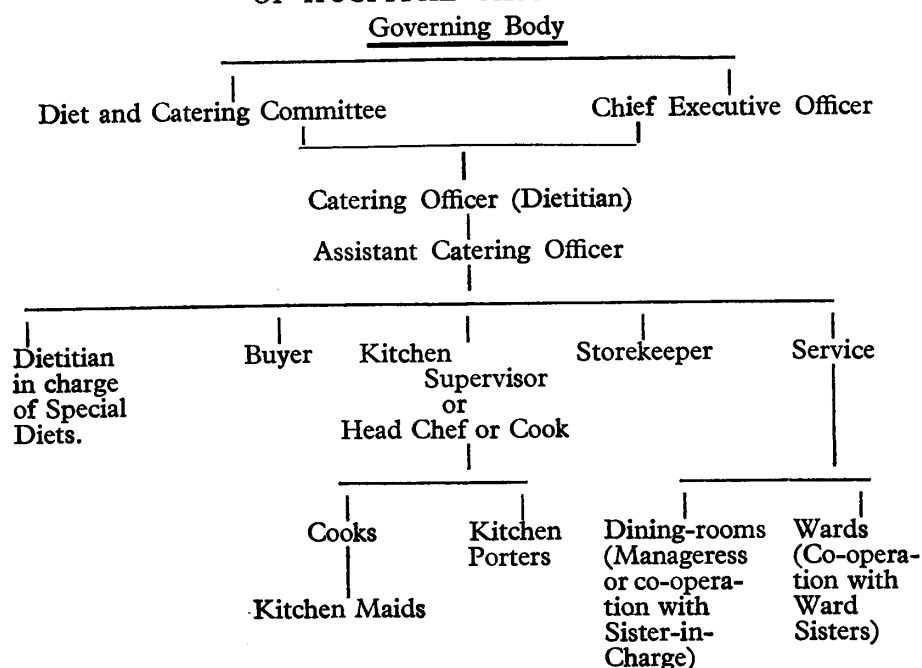 Governing Body
Diet and Catering Committee
Chief Executive Officer
Catering Officer (Dietitian)
Assistant Catering Officer
Dietitian
in charge
of Special
Diets.
Buyer
Kitchen
Supervisor
or
Head Chef or Cook
Storekeeper
Service
Cooks
Kitchen
Porters
Kitchen Maids
Dining-rooms
(Manageress
or co-opera-
tion with
Sister-in-
Charge)
Wards
(Co-opera-
tion with
Ward
Sisters)